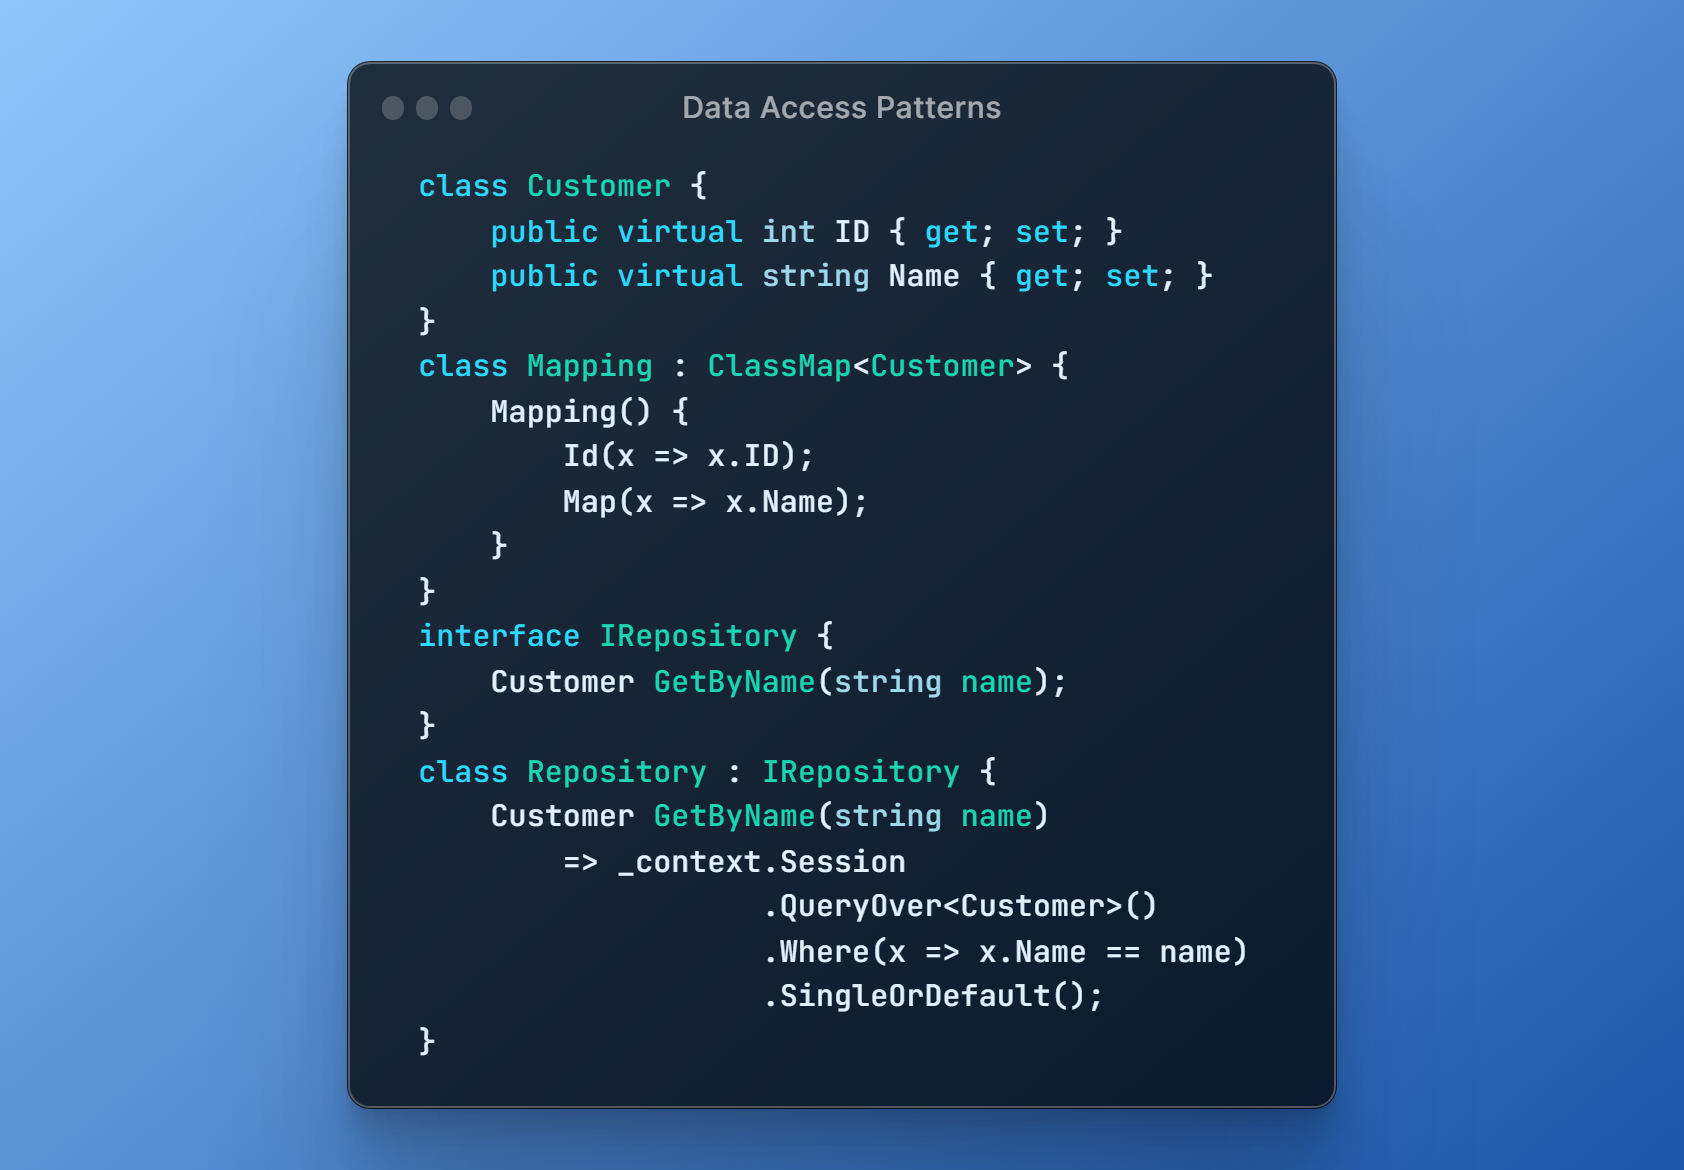 Data Access Patterns
class Customer {
    public virtual int ID { get; set; }
    public virtual string Name { get; set; }
}
class Mapping : ClassMap<Customer> {
    Mapping() {
        Id(x => x.ID);
        Map(x => x.Name);
    }
}
interface IRepository {
    Customer GetByName(string name);
}
class Repository : IRepository {
    Customer GetByName(string name)
        => _context.Session
                   .QueryOver<Customer>()
                   .Where(x => x.Name == name)
                   .SingleOrDefault();
}